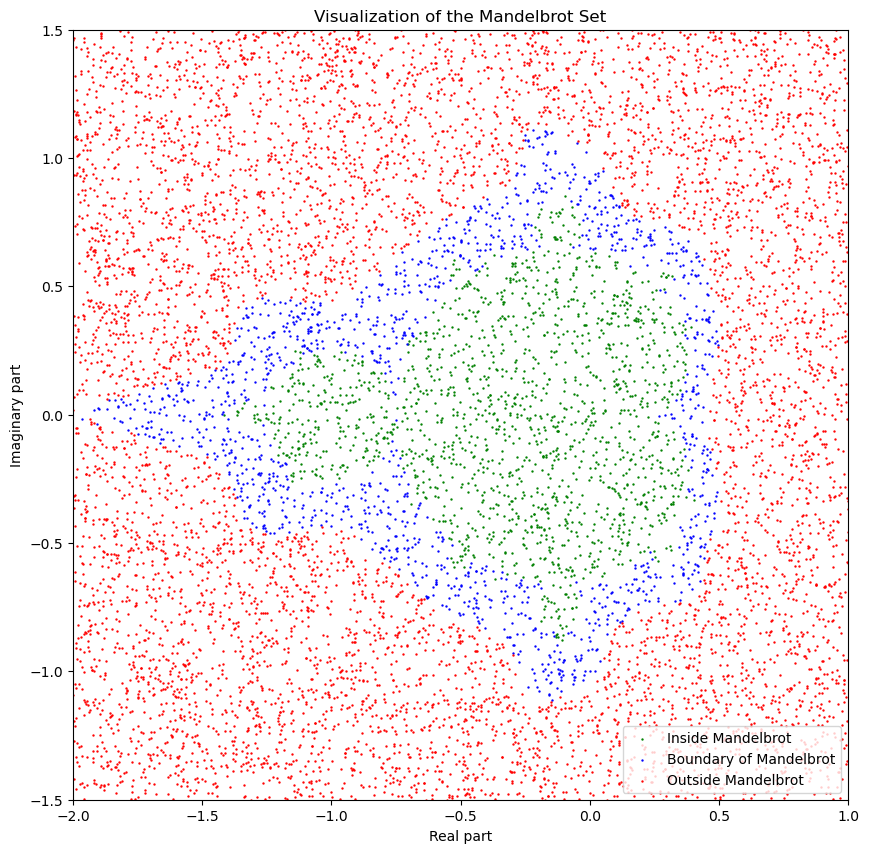 Visualization of the Mandelbrot Set
1.5
1.0
0.5
0.0
−0.5
−1.0
−1.5
Imaginary part
Inside Mandelbrot
Boundary of Mandelbrot
Outside Mandelbrot
−2.0 −1.5 −1.0 −0.5 0.0 0.5 1.0
Real part